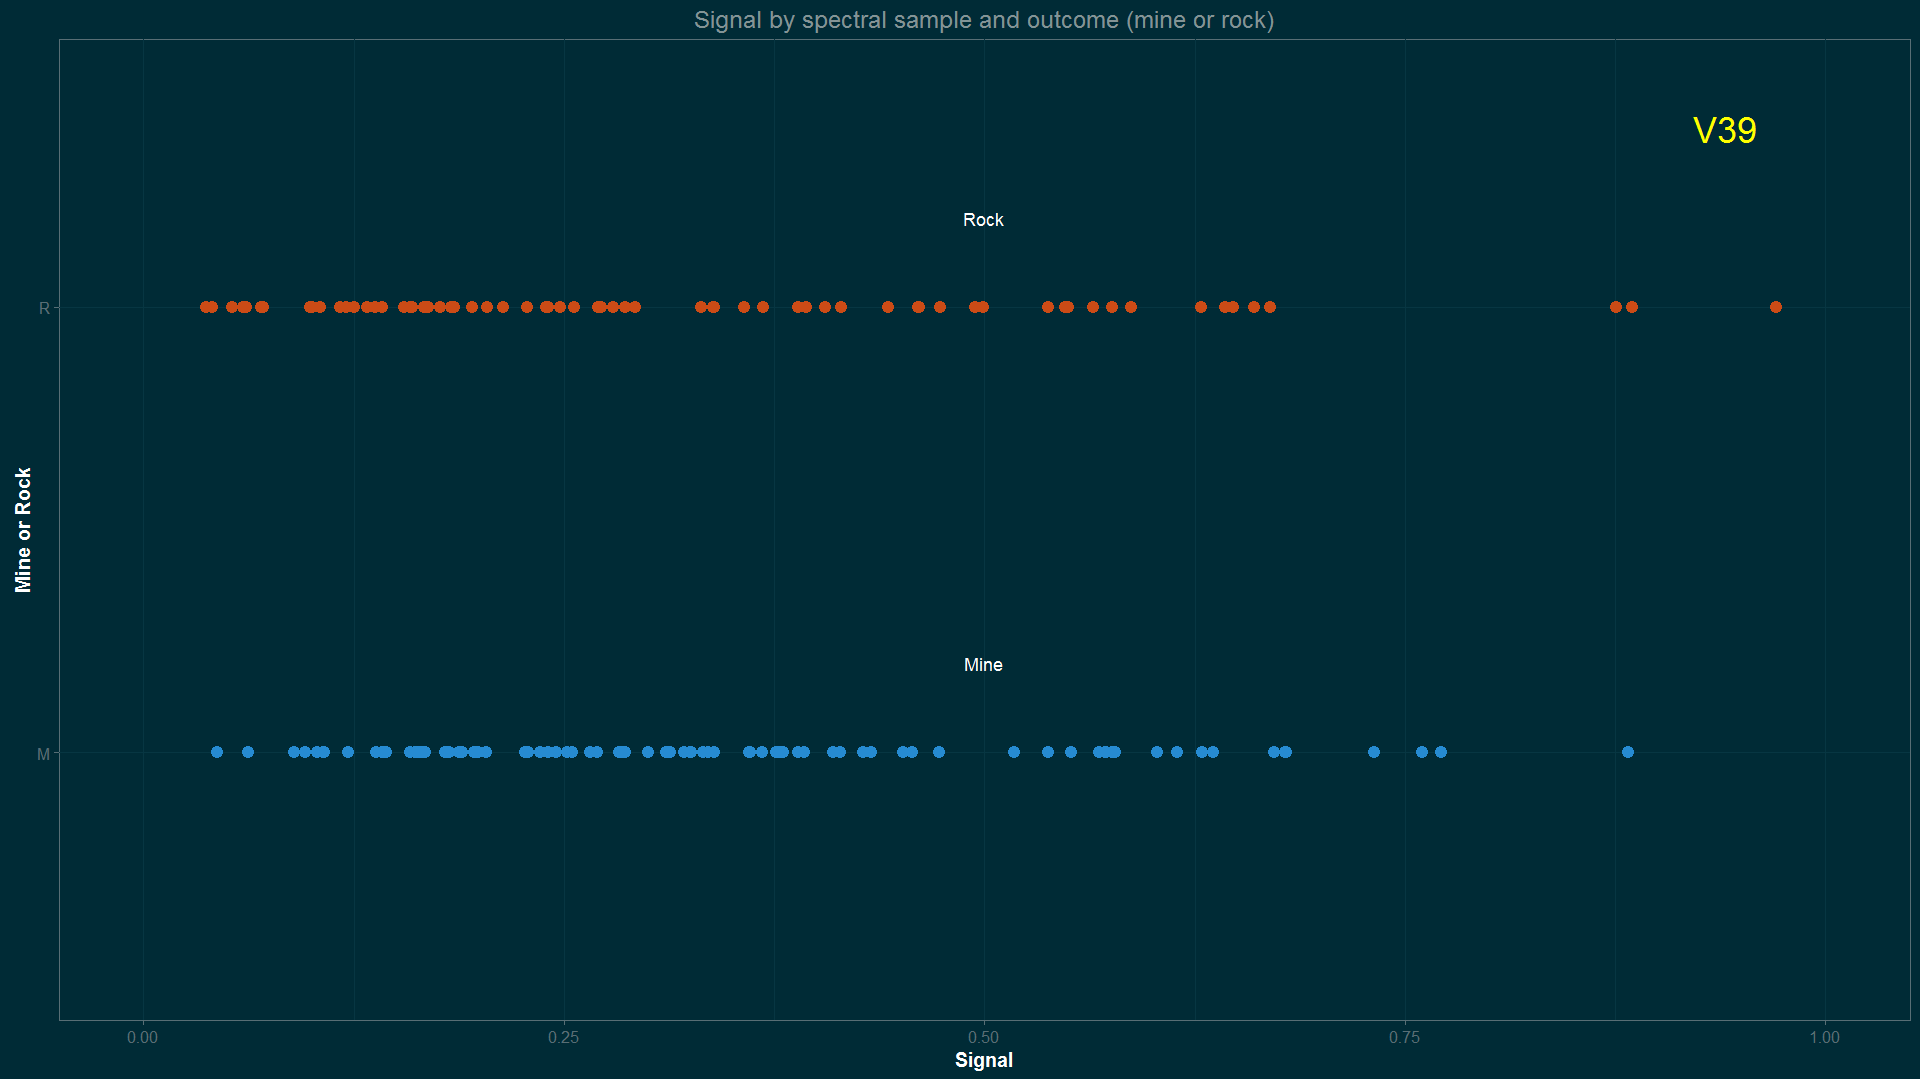 Signal by spectral sample and outcome (mine or rock)
V39
Rock
R
Mine or Rock
Mine
M
0.00 0.25 0.50 0.75 1.00
Signal